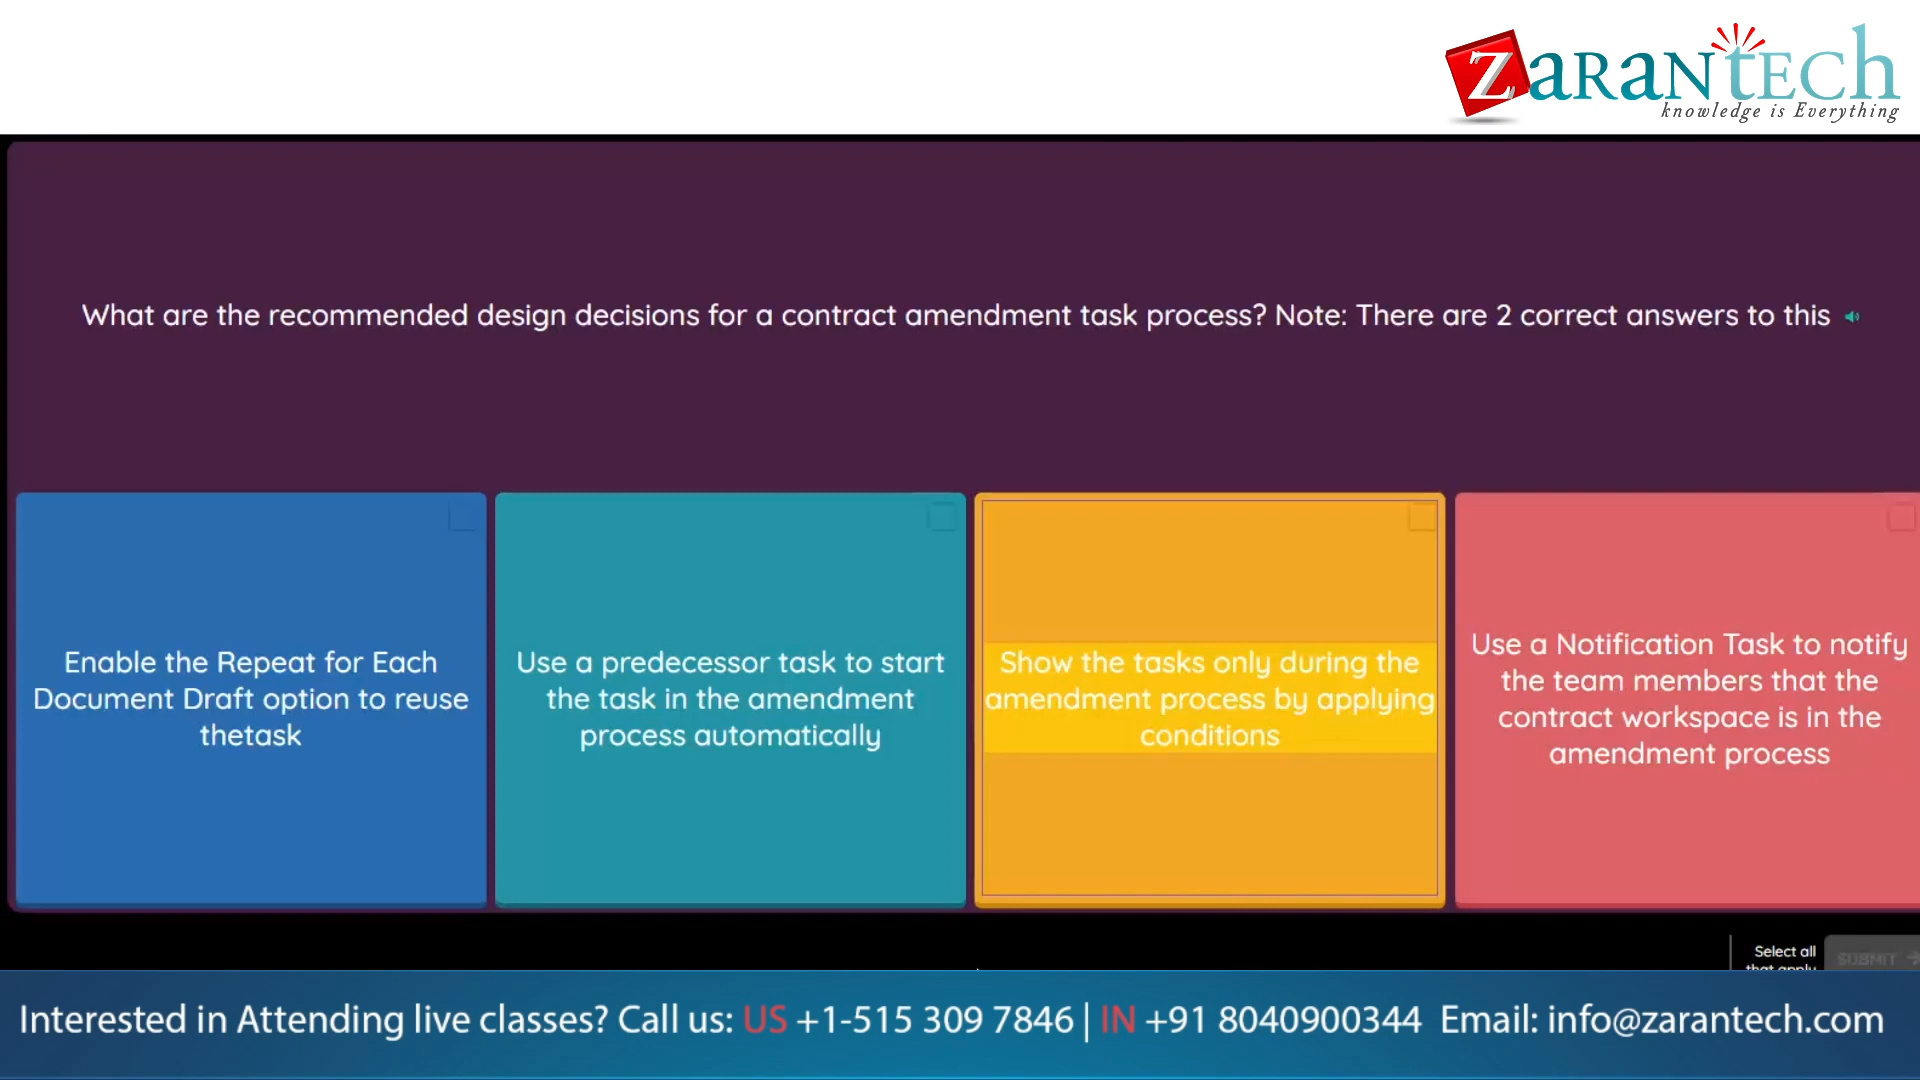 ZaranTech
knowledge is Everything
What are the recommended design decisions for a contract amendment task process? Note: There are 2 correct answers to this
Enable the Repeat for Each
Document Draft option to reuse
thetask
Use a predecessor task to start
the task in the amendment
process automatically
Show the tasks only during the
amendment process by applying
conditions
Use a Notification Task to notify
the team members that the
contract workspace is in the
amendment process
Select all
that apply
SUBMIT
Interested in Attending live classes? Call us: US +1-515 309 7846 | IN +91 8040900344 Email: info@zarantech.com